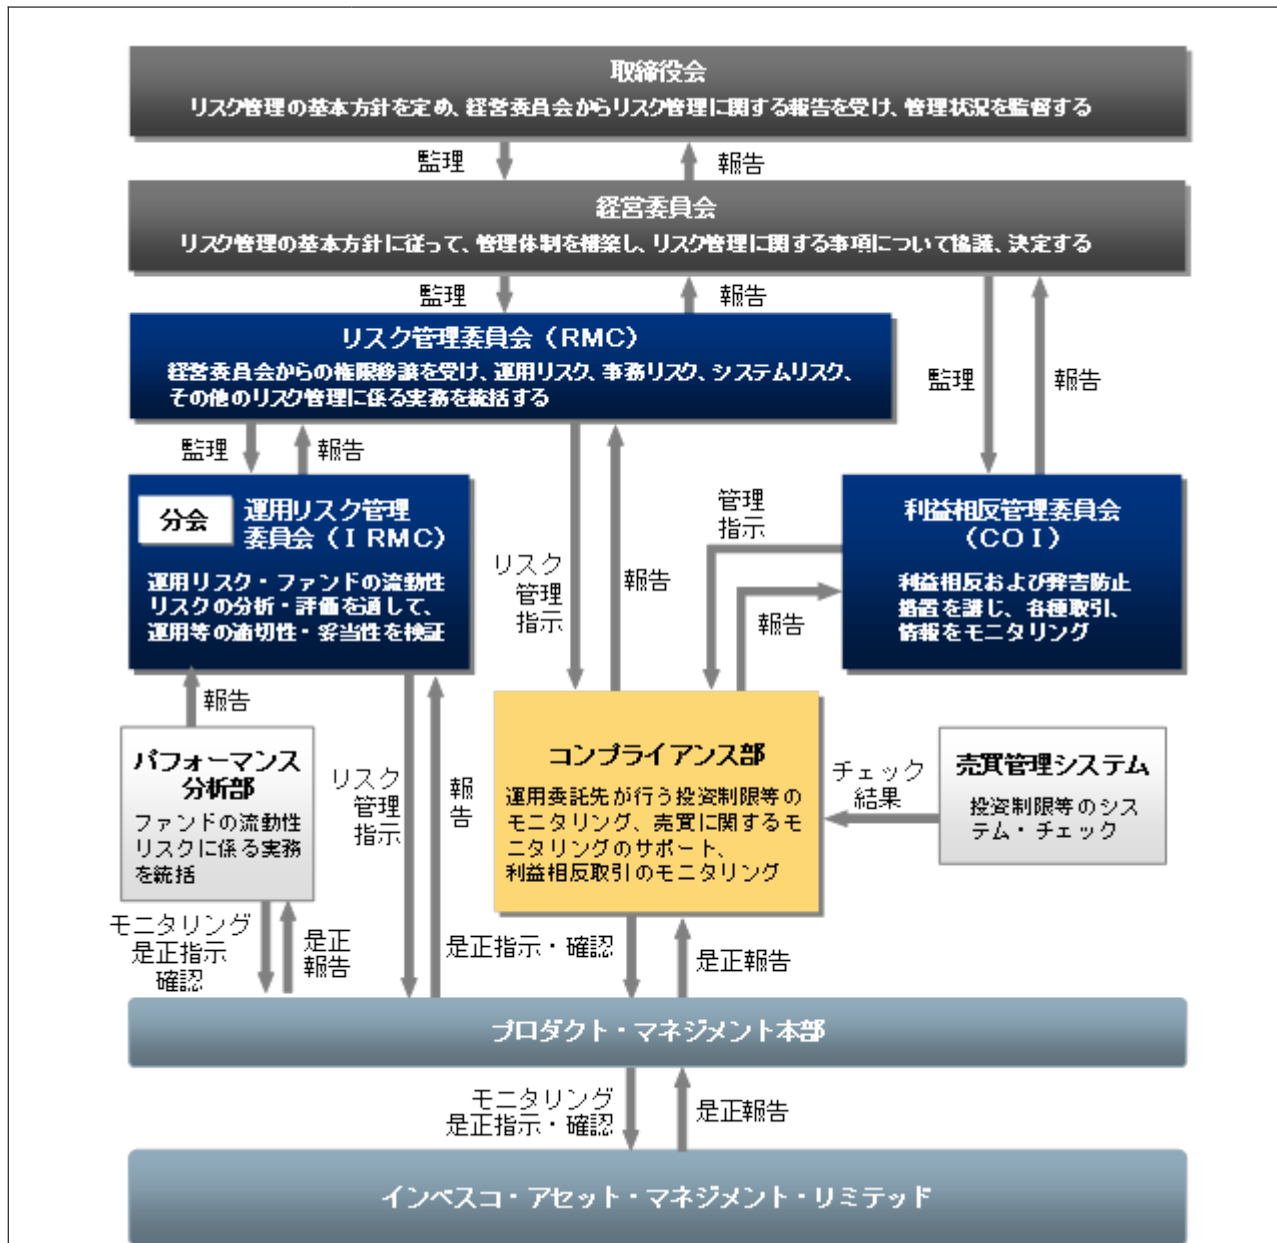 取締役会
リスク管理の基本方針を定め、経営委員会からリスク管理に関する報告を受け、管理状況を監督する
監理
報告
経営委員会
リスク管理の基本方針に従って、管理体制を構築し、リスク管理に関する事項について協議、決定する
監理
報告
リスク管理委員会（RMC）
経営委員会からの権限移譲を受け、運用リスク、事務リスク、システムリスク、
その他のリスク管理に係る実務を統括する
監理
報告
監理
報告
分会
運用リスク管理
委員会（IRMC）
運用リスク・ファンドの流動性
リスクの分析・評価を通して、
運用等の適切性・妥当性を検証
リスク
管理
指示
報告
管理
指示
報告
利益相反管理委員会
（COI）
利益相反および弊害防止
措置を講じ、各種取引、
情報をモニタリング
報告
パフォーマンス
分析部
ファンドの流動性
リスクに係る実務
を統括
リスク
管理
指示
報
告
コンプライアンス部
運用委託先が行う投資制限等の
モニタリング、売買に関するモ
ニタリングのサポート、
利益相反取引のモニタリング
チェック
結果
売買管理システム
投資制限等のシス
テム・チェック
モニタリング
是正指示
確認
是正
報告
是正指示・確認
是正報告
プロダクト・マネジメント本部
モニタリング
是正指示・確認
是正報告
インベスコ・アセット・マネジメント・リミテッド